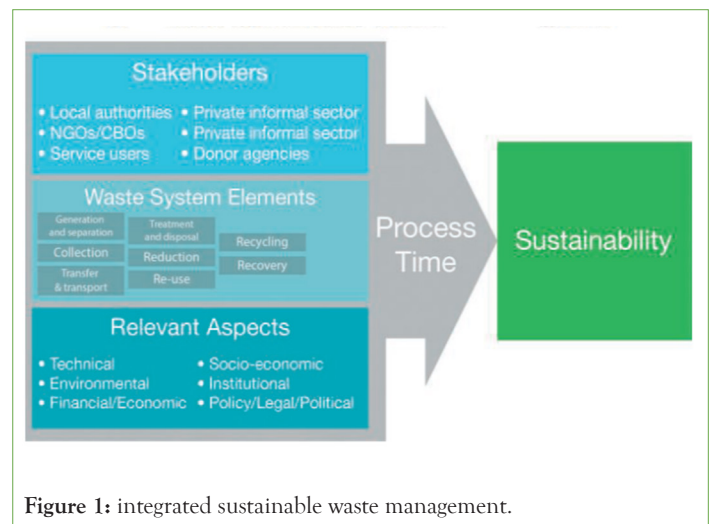 Stakeholders
• Local authorities
• NGOs/CBOs
• Service users
• Private informal sector
• Private informal sector
• Donor agencies
Waste System Elements
Generation
and separation
Collection
Transfer
& transport
Treatment
and disposal
Reduction
Re-use
Recycling
Recovery
Relevant Aspects
• Technical
• Environmental
• Financial/Economic
• Socio-economic
• Institutional
• Policy/Legal/Political
Process
Time
Sustainability
Figure 1: integrated sustainable waste management.